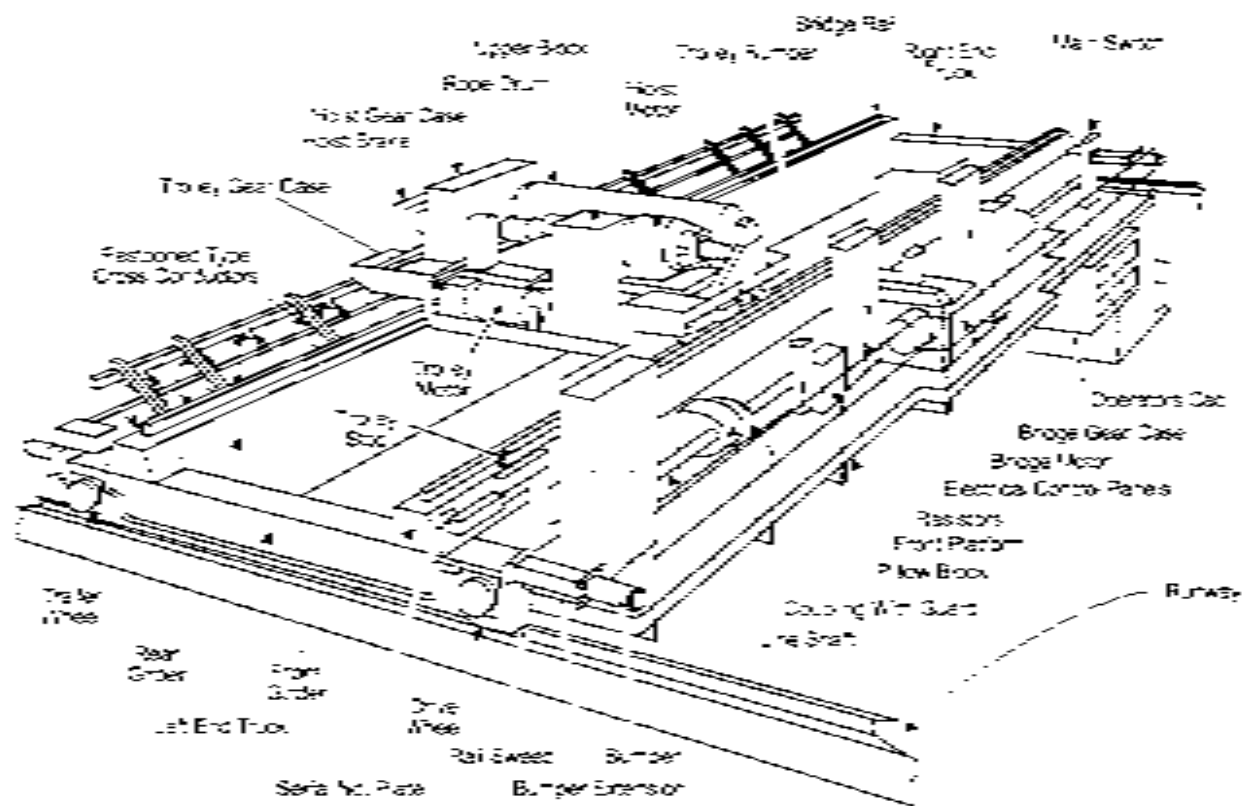 Bridge Rail
Upper Block
Trolley Bumper
Right End
Truck
Main Switch
Rope Drum
Hoist
Motor
Hoist Gear Case
Hoist Brake
Trolley Gear Case
Festooned Type
Cross Conductors
Trolley
Motor
Trolley
Stop
Operators Cab
Bridge Gear Case
Bridge Motor
Electrical Control Panels
Resistors
Front Platform
Pillow Block
Runway
Coupling With Guard
Line Shaft
Trailer
Wheel
Rear
Girder
Front
Girder
Left End Truck
Drive
Wheel
Rail Sweep
Bumper
Serial No. Plate
Bumper Extension